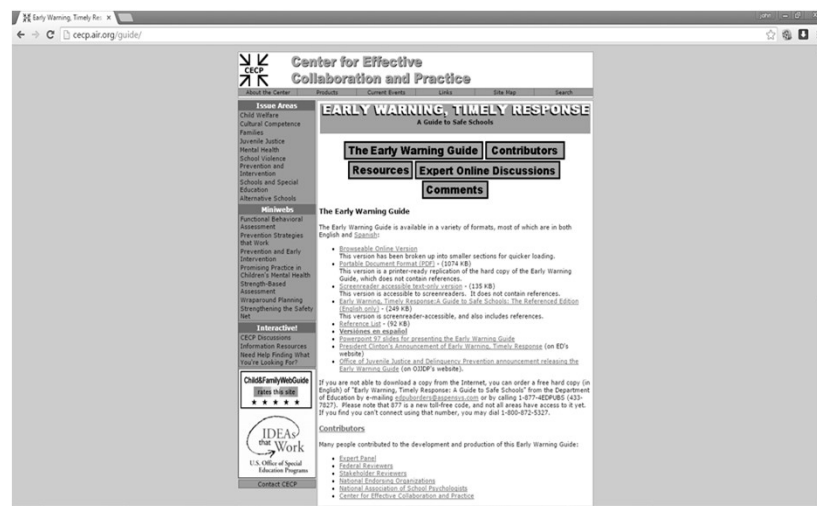 Early Warning, Timely Res
john
cecp.air.org/guide/
CECP
Center for Effective
Collaboration and Practice
About the Center Products Current Events Links Site Map Search
Issue Areas
Child Welfare
Cultural Competence
Families
Juvenile Justice
Mental Health
School Violence
Prevention and
Intervention
Schools and Special
Education
Alternative Schools
Miniwebs
Functional Behavioral
Assessment
Prevention Strategies
that Work
Prevention and Early
Intervention
Promising Practice in
Children's Mental Health
Strength-Based
Assessment
Wraparound Planning
Strengthening the Safety
Net
Interactive!
CECP Discussions
Information Resources
Need Help Finding What
You're Looking For?
Child&FamilyWebGuide
rates this site
IDEAs
that Work
U.S. Office of Special
Education Programs
Contact CECP
EARLY WARNING, TIMELY RESPONSE
A Guide to Safe Schools
The Early Warning Guide Contributors
Resources Expert Online Discussions
Comments
The Early Warning Guide
The Early Warning Guide is available in a variety of formats, most of which are in both
English and Spanish:
• Browseable Online Version
This version has been broken up into smaller sections for quicker loading.
• Portable Document Format (PDF) - (1074 KB)
This version is a printer-ready replication of the hard copy of the Early Warning
Guide, which does not contain references.
• Screenreader accessible text-only version - (135 KB)
This version is accessible to screenreaders. It does not contain references.
• Early Warning, Timely Response:A Guide to Safe Schools: The Referenced Edition
(English only) - (249 KB)
This version is screenreader-accessible, and also includes references.
• Reference List - (92 KB)
• Versiónes en español
• Powerpoint 97 slides for presenting the Early Warning Guide
• President Clinton's Announcement of Early Warning, Timely Response (on ED's
website)
• Office of Juvenile Justice and Delinquency Prevention announcement releasing the
Early Warning Guide (on OJJDP's website).
If you are not able to download a copy from the Internet, you can order a free hard copy (in
English) of "Early Warning, Timely Response: A Guide to Safe Schools" from the Department
of Education by e-mailing edpuborders@aspensys.com or by calling 1-877-4EDPUBS (433-
7827). Please note that 877 is a new toll-free code, and not all areas have access to it yet.
If you find you can't connect using that number, you may dial 1-800-872-5327.
Contributors
Many people contributed to the development and production of this Early Warning Guide:
• Expert Panel
• Federal Reviewers
• Stakeholder Reviewers
• National Endorsing Organizations
• National Association of School Psychologists
• Center for Effective Collaboration and Practice